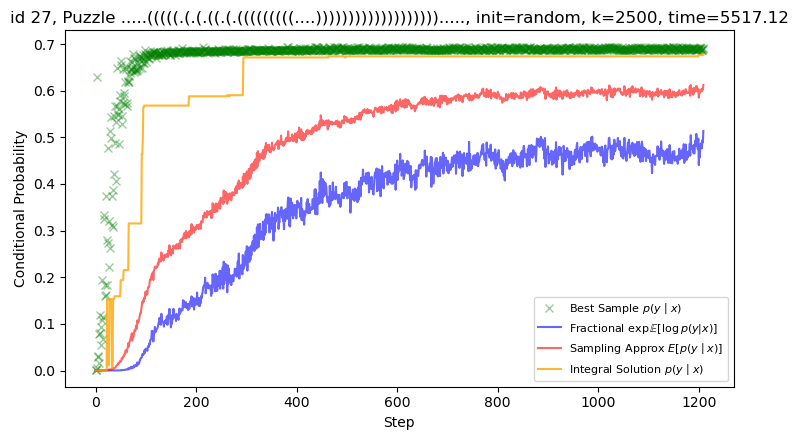 id 27, Puzzle .....(((((.(.(.((.(.(((((((((....)))))))))))))))))))....., init=random, k=2500, time=5517.12
0.7
0.6
0.5
0.4
0.3
0.2
0.1
0.0
Conditional Probability
Best Sample p(y | x)
Fractional exp 𝔼[log p(y|x)]
Sampling Approx E[p(y | x)]
Integral Solution p(y | x)
0 200 400 600 800 1000 1200
Step